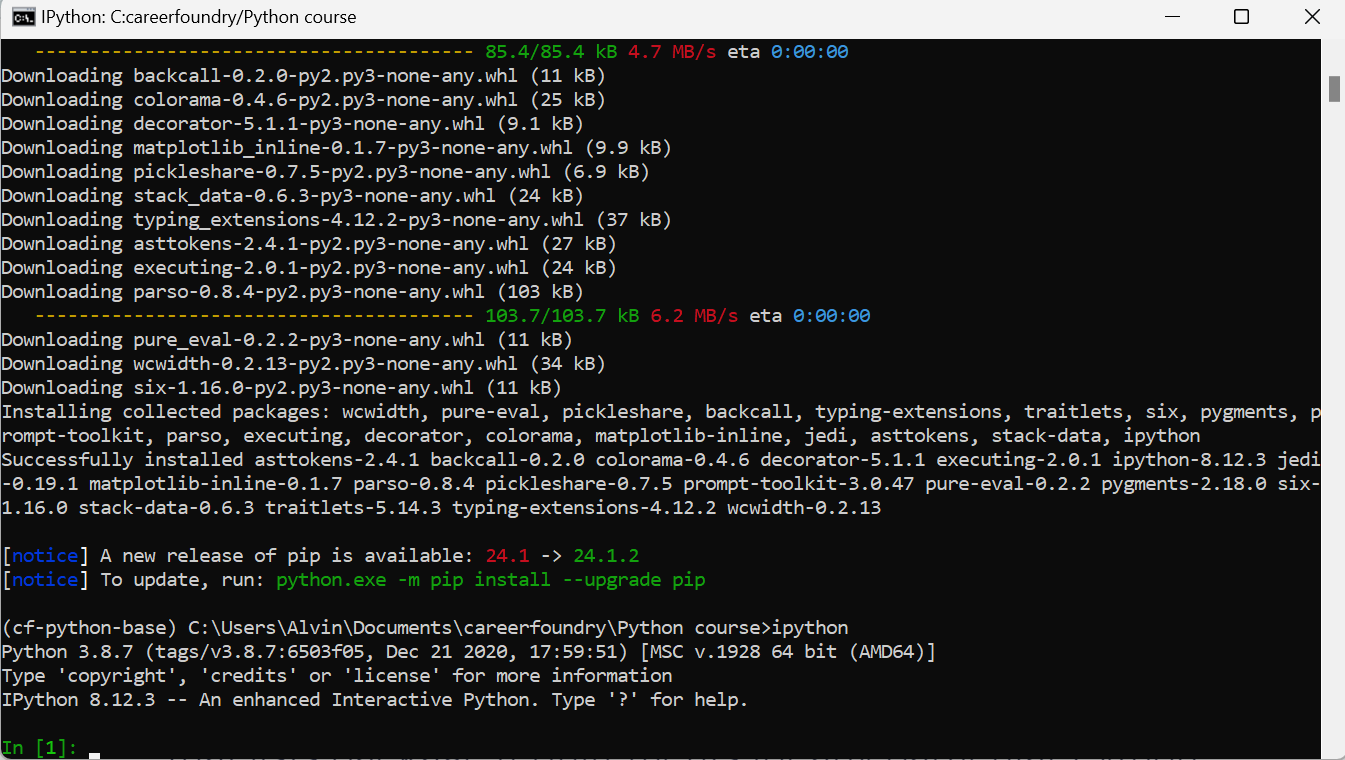 IPython: C:careerfoundry/Python course
---------------------------------------- 85.4/85.4 kB 4.7 MB/s eta 0:00:00
Downloading backcall-0.2.0-py2.py3-none-any.whl (11 kB)
Downloading colorama-0.4.6-py2.py3-none-any.whl (25 kB)
Downloading decorator-5.1.1-py3-none-any.whl (9.1 kB)
Downloading matplotlib_inline-0.1.7-py3-none-any.whl (9.9 kB)
Downloading pickleshare-0.7.5-py2.py3-none-any.whl (6.9 kB)
Downloading stack_data-0.6.3-py3-none-any.whl (24 kB)
Downloading typing_extensions-4.12.2-py3-none-any.whl (37 kB)
Downloading asttokens-2.4.1-py2.py3-none-any.whl (27 kB)
Downloading executing-2.0.1-py2.py3-none-any.whl (24 kB)
Downloading parso-0.8.4-py2.py3-none-any.whl (103 kB)
---------------------------------------- 103.7/103.7 kB 6.2 MB/s eta 0:00:00
Downloading pure_eval-0.2.2-py3-none-any.whl (11 kB)
Downloading wcwidth-0.2.13-py2.py3-none-any.whl (34 kB)
Downloading six-1.16.0-py2.py3-none-any.whl (11 kB)
Installing collected packages: wcwidth, pure-eval, pickleshare, backcall, typing-extensions, traitlets, six, pygments, p
rompt-toolkit, parso, executing, decorator, colorama, matplotlib-inline, jedi, asttokens, stack-data, ipython
Successfully installed asttokens-2.4.1 backcall-0.2.0 colorama-0.4.6 decorator-5.1.1 executing-2.0.1 ipython-8.12.3 jedi
-0.19.1 matplotlib-inline-0.1.7 parso-0.8.4 pickleshare-0.7.5 prompt-toolkit-3.0.47 pure-eval-0.2.2 pygments-2.18.0 six-
1.16.0 stack-data-0.6.3 traitlets-5.14.3 typing-extensions-4.12.2 wcwidth-0.2.13
[notice] A new release of pip is available: 24.1 -> 24.1.2
[notice] To update, run: python.exe -m pip install --upgrade pip
(cf-python-base) C:\Users\Alvin\Documents\careerfoundry\Python course>ipython
Python 3.8.7 (tags/v3.8.7:6503f05, Dec 21 2020, 17:59:51) [MSC v.1928 64 bit (AMD64)]
Type 'copyright', 'credits' or 'license' for more information
IPython 8.12.3 -- An enhanced Interactive Python. Type '?' for help.
In [1]: